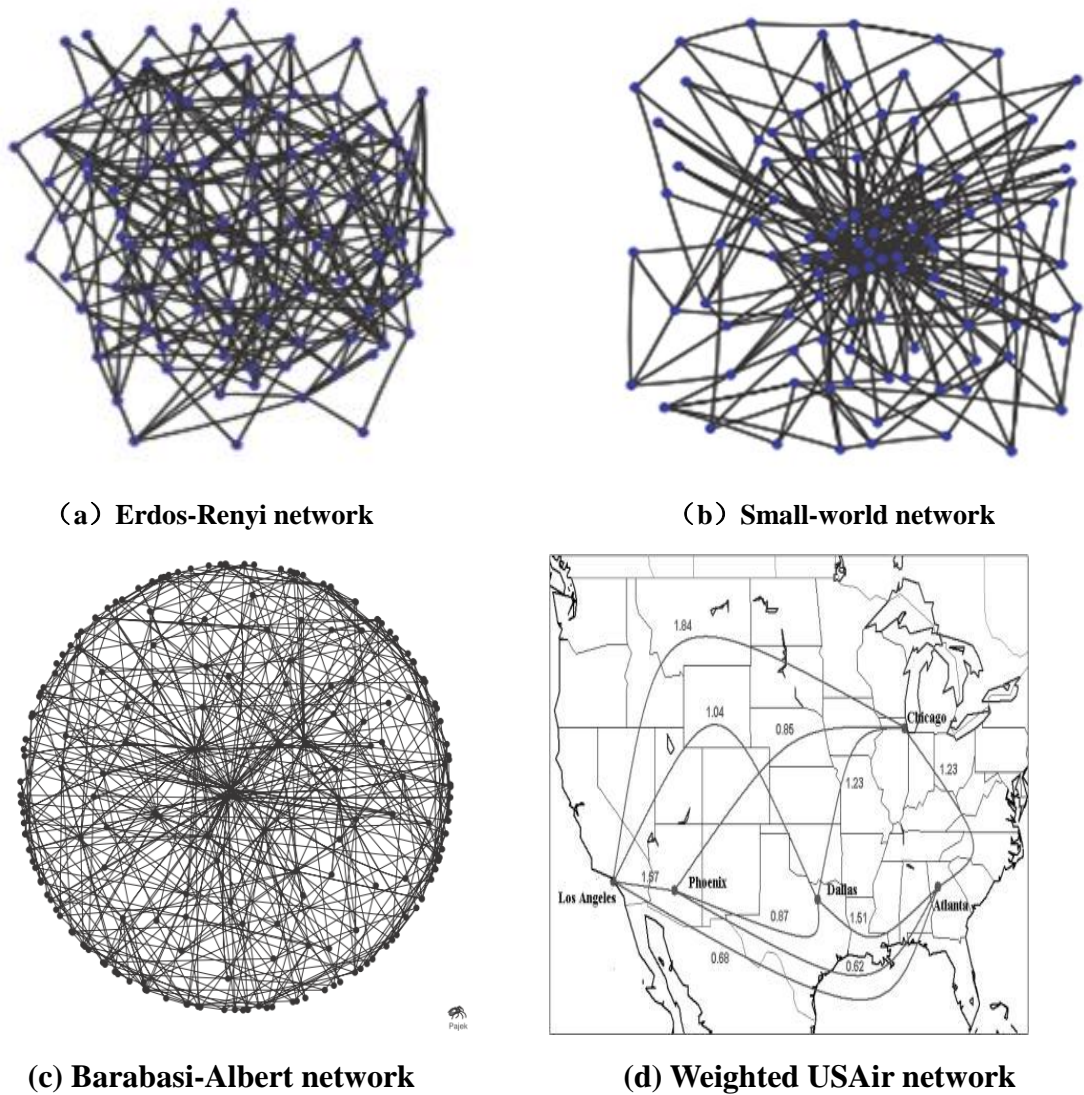 （a）Erdos-Renyi network
（b）Small-world network
Pajek
1.84
1.04
0.85
Chicago
1.23
1.23
1.57
Phoenix
Los Angeles
Dallas
Atlanta
0.87
1.51
0.68
0.62
(c) Barabasi-Albert network
(d) Weighted USAir network